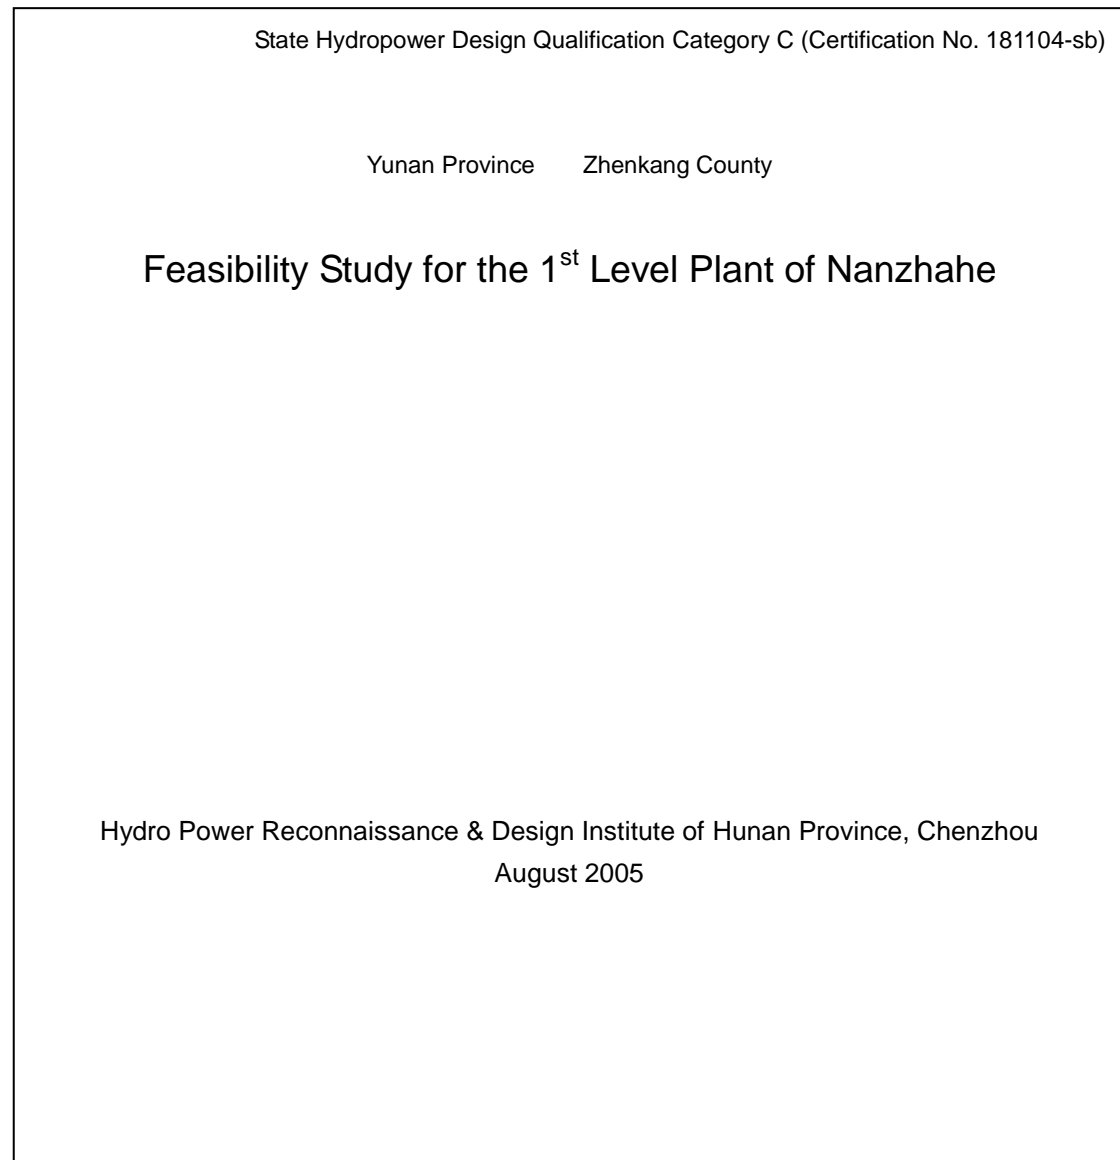 State Hydropower Design Qualification Category C (Certification No. 181104-sb)
Yunan Province Zhenkang County
Feasibility Study for the 1st Level Plant of Nanzhahe
Hydro Power Reconnaissance & Design Institute of Hunan Province, Chenzhou
August 2005